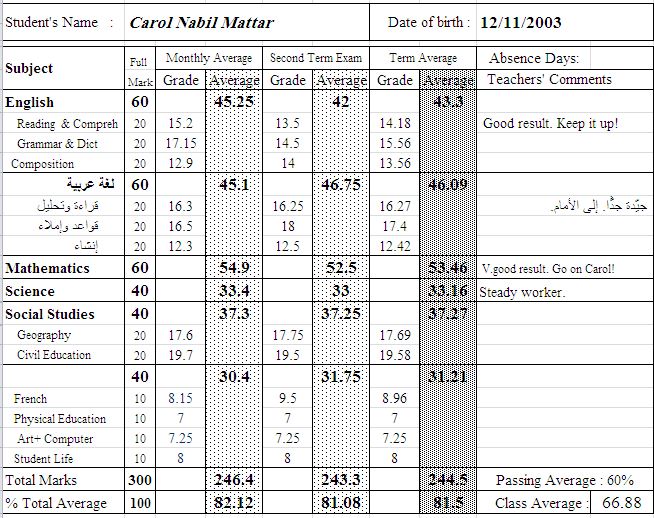 Student's Name : Carol Nabil Mattar Date of birth : 12/11/2003
Subject Full Mark Monthly Average Second Term Exam Term Average Absence Days:
Grade Average Grade Average Grade Average Teachers' Comments
English 60 45.25 42 43.3
Reading & Compreh 20 15.2 13.5 14.18 Good result. Keep it up!
Grammar & Dict 20 17.15 14.5 15.56
Composition 20 12.9 14 13.56
لغة عربية 60 45.1 46.75 46.09
قراءة وتحليل 20 16.3 16.25 16.27 جيّدة جدًّا. إلى الأمام.
قواعد وإملاء 20 16.5 18 17.4
إنشاء 20 12.3 12.5 12.42
Mathematics 60 54.9 52.5 53.46 V.good result. Go on Carol!
Science 40 33.4 33 33.16 Steady worker.
Social Studies 40 37.3 37.25 37.27
Geography 20 17.6 17.75 17.69
Civil Education 20 19.7 19.5 19.58
40 30.4 31.75 31.21
French 10 8.15 9.5 8.96
Physical Education 10 7 7 7
Art+ Computer 10 7.25 7.25 7.25
Student Life 10 8 8 8
Total Marks 300 246.4 243.3 244.5 Passing Average : 60%
% Total Average 100 82.12 81.08 81.5 Class Average : 66.88